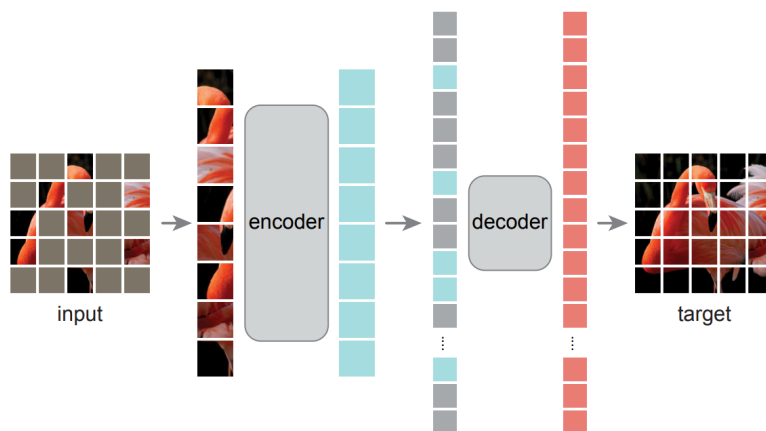 input
encoder
decoder
target